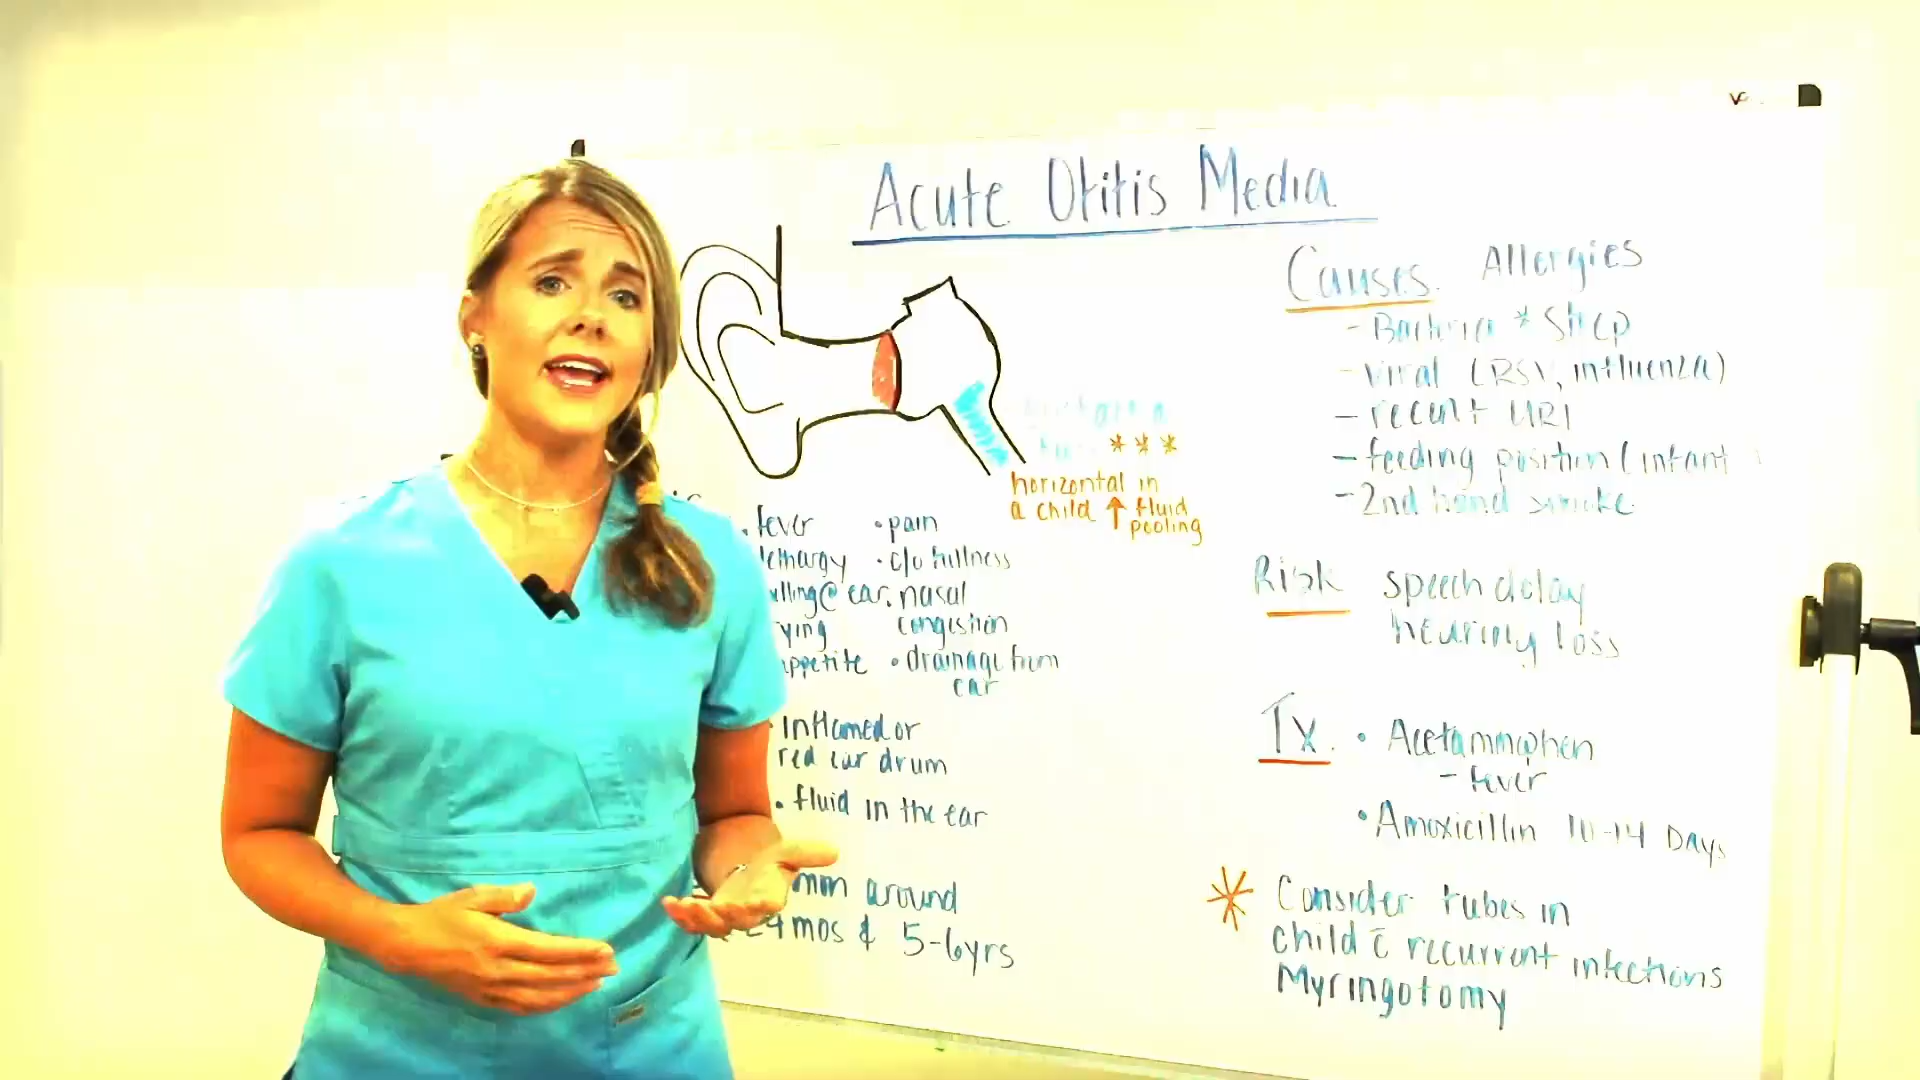 Acute Otitis Media
Causes Allergies
- Bacteria * Strep
- viral (RSV, influenza)
- recent URI
- feeding position (infant
- 2nd hand smoke
* * *
horizontal in
a child ↑ fluid
pooling
• fever • pain
lethargy • c/o fullness
@ ear • nasal
congestion
appetite • drainage from
ear
• Inflamed or
red ear drum
• fluid in the ear
around
mos & 5-6yrs
Risk speech delay
hearing loss
Tx • Acetaminophen
- fever
• Amoxicillin 10-14 Days
* Consider tubes in
child c̄ recurrent infections
Myringotomy